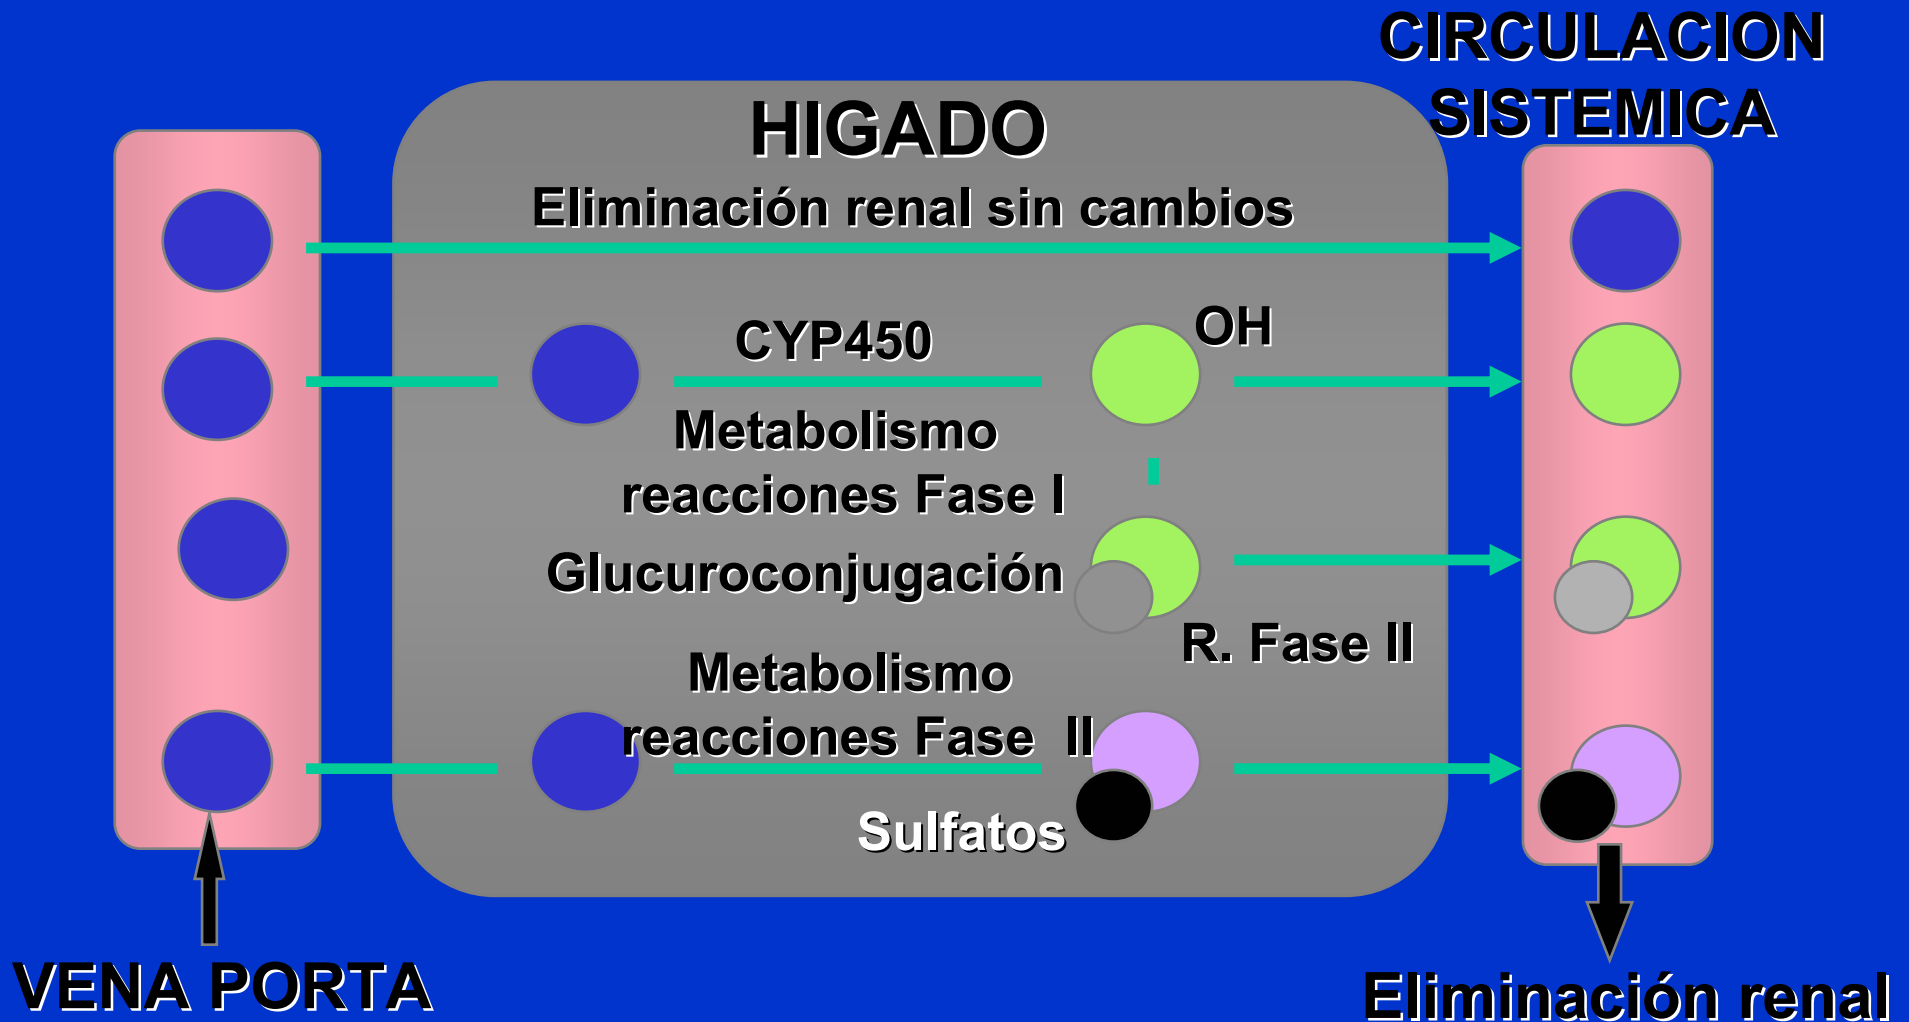 CIRCULACION
SISTEMICA
HIGADO
Eliminación renal sin cambios
CYP450
OH
Metabolismo
reacciones Fase I
Glucuroconjugación
R. Fase II
Metabolismo
reacciones Fase  II
Sulfatos
VENA PORTA
Eliminación renal